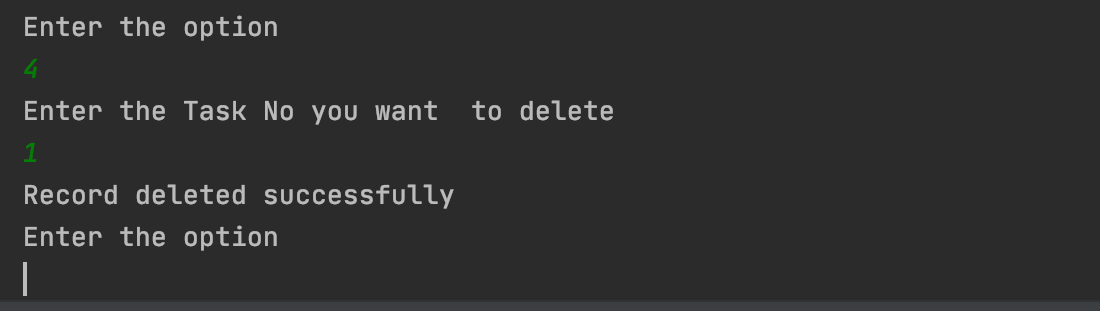 Enter the option
4
Enter the Task No you want  to delete
1
Record deleted successfully
Enter the option